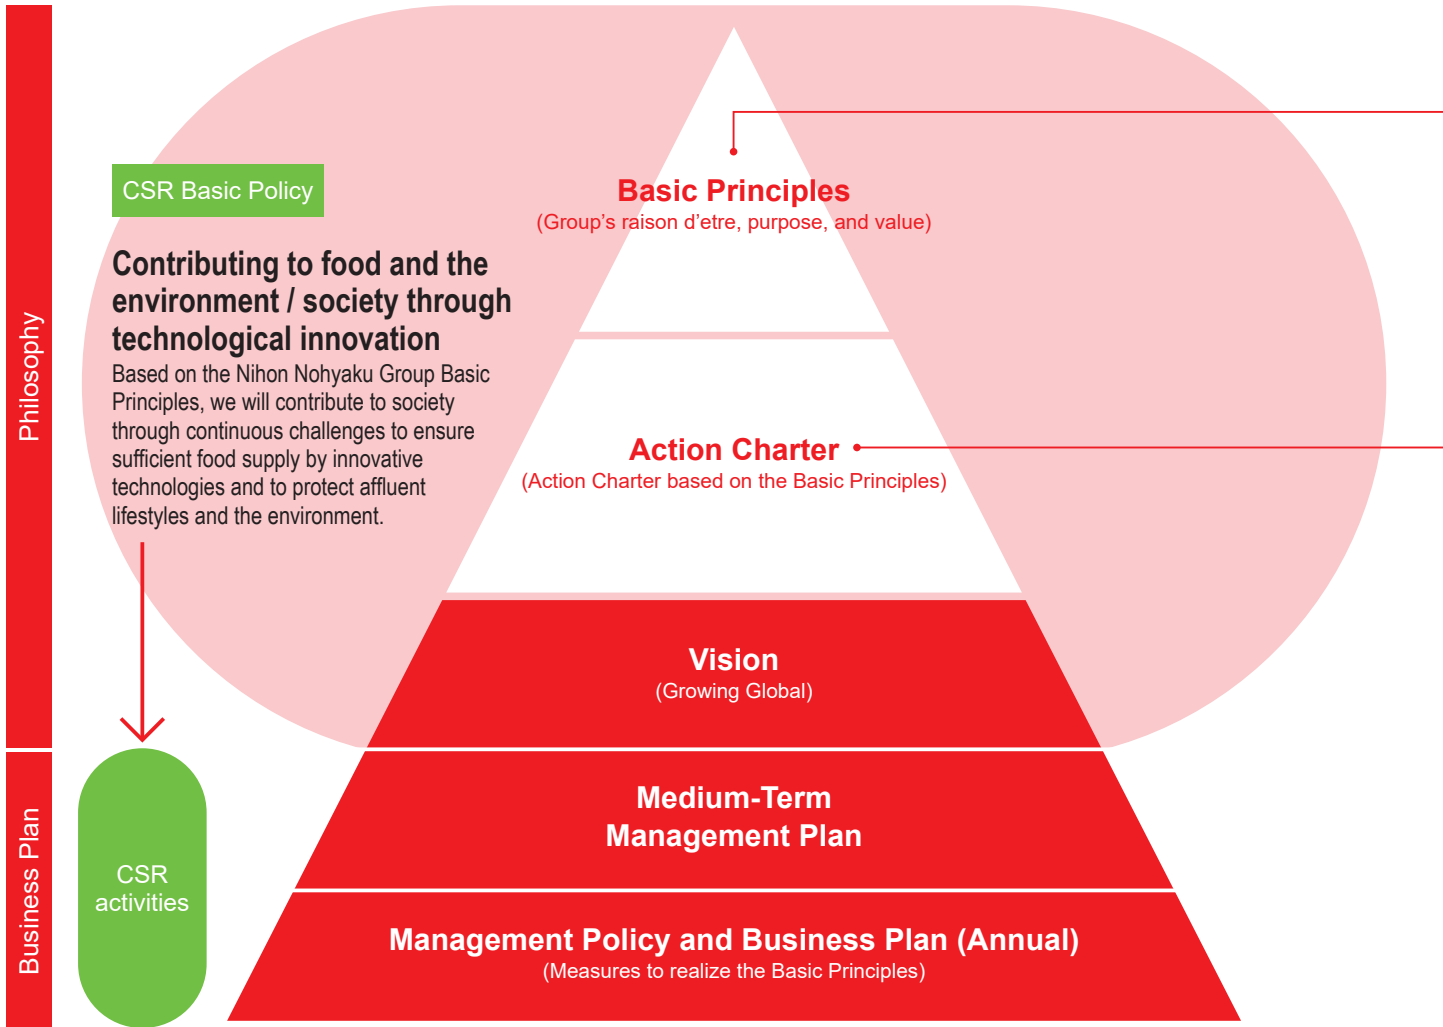 Philosophy
CSR Basic Policy
Contributing to food and the
environment / society through
technological innovation
Based on the Nihon Nohyaku Group Basic
Principles, we will contribute to society
through continuous challenges to ensure
sufficient food supply by innovative
technologies and to protect affluent
lifestyles and the environment.
Basic Principles
(Group’s raison d’etre, purpose, and value)
Action Charter
(Action Charter based on the Basic Principles)
Vision
(Growing Global)
Business Plan
CSR
activities
Medium-Term
Management Plan
Management Policy and Business Plan (Annual)
(Measures to realize the Basic Principles)